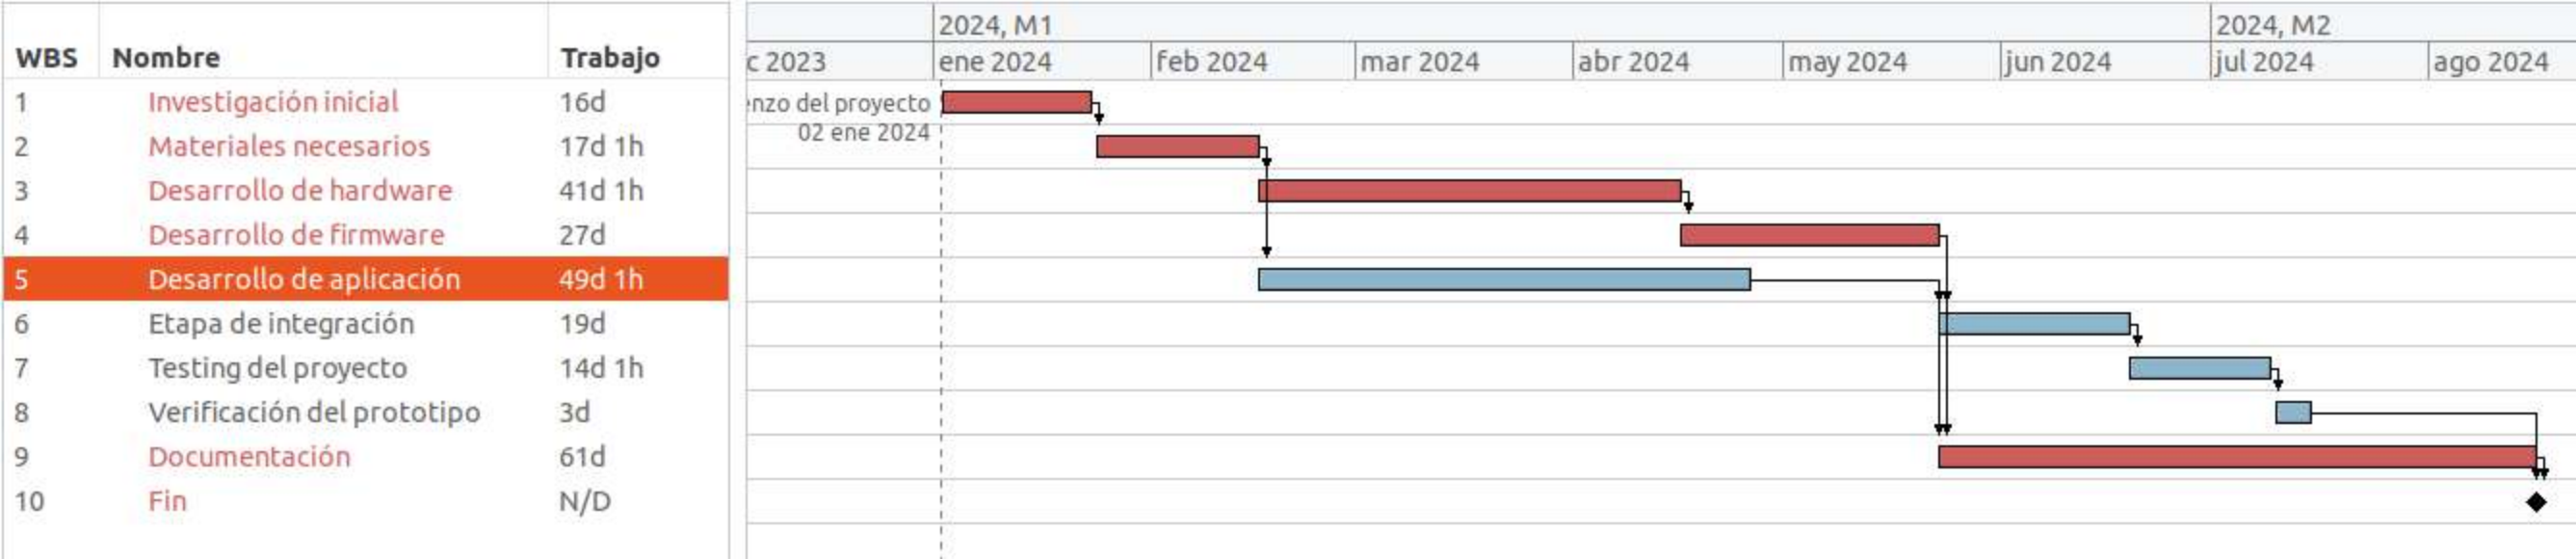 2024, M1 2024, M2
WBS Nombre Trabajo c 2023 ene 2024 feb 2024 mar 2024 abr 2024 may 2024 jun 2024 jul 2024 ago 2024
1 Investigación inicial 16d nzo del proyecto
02 ene 2024
2 Materiales necesarios 17d 1h
3 Desarrollo de hardware 41d 1h
4 Desarrollo de firmware 27d
5 Desarrollo de aplicación 49d 1h
6 Etapa de integración 19d
7 Testing del proyecto 14d 1h
8 Verificación del prototipo 3d
9 Documentación 61d
10 Fin N/D